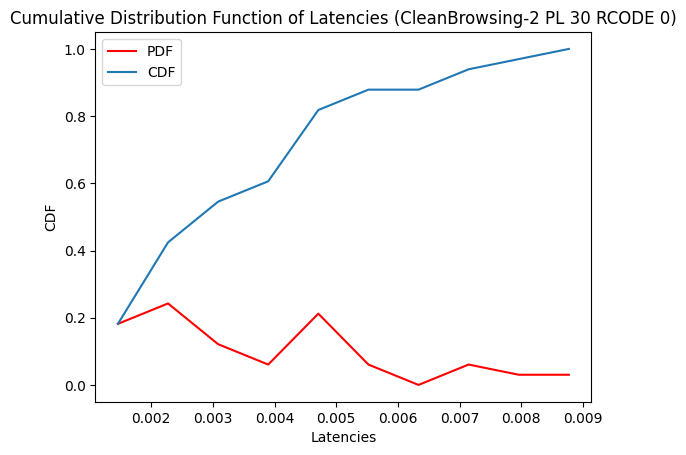 Cumulative Distribution Function of Latencies (CleanBrowsing-2 PL 30 RCODE 0)
PDF
CDF
CDF
1.0
0.8
0.6
0.4
0.2
0.0
0.002 0.003 0.004 0.005 0.006 0.007 0.008 0.009
Latencies